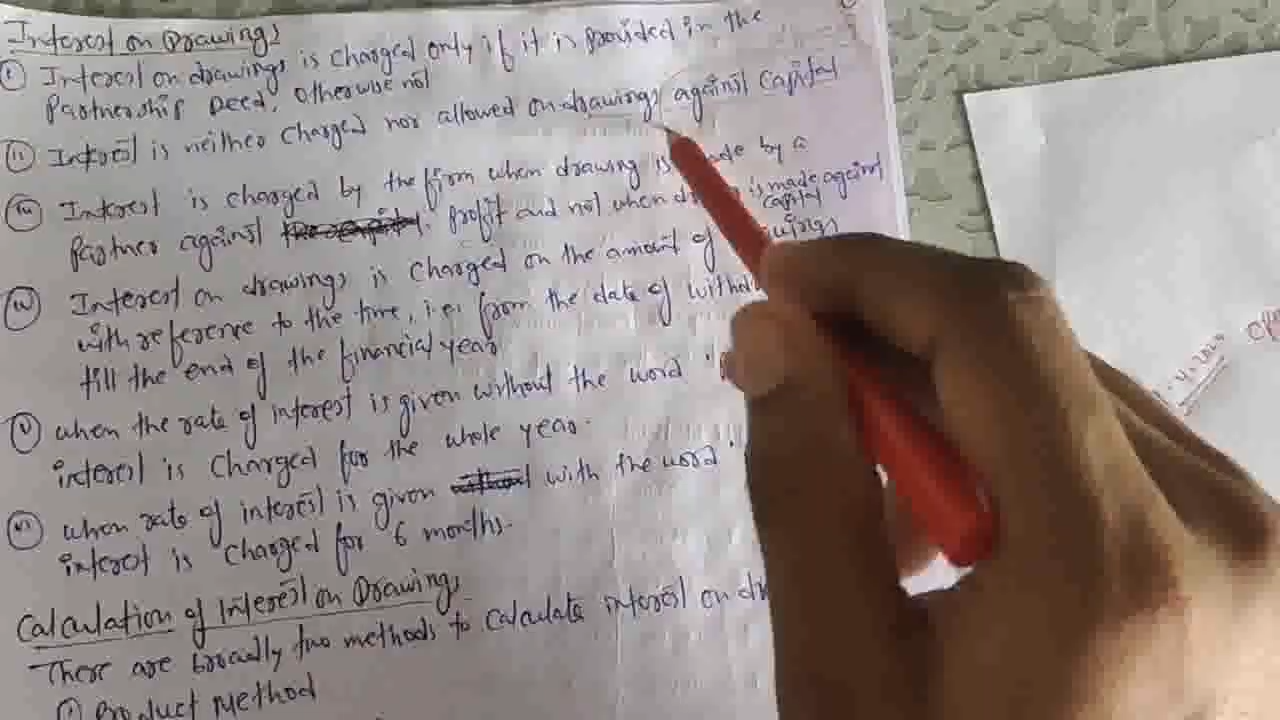 Interest on Drawings
(i) Interest on drawings is charged only if it is provided in the
Partnership Deed, Otherwise not
(ii) Interest is neither charged nor allowed on drawings against Capital
(iii) Interest is charged by the firm when drawing is made by a
Partner against profit and not when is made against
Capital
(iv) Interest on drawings is charged on the amount of
with reference to the time, i.e. from the date of
till the end of the financial year
(v) when the rate of interest is given without the word
interest is charged for the whole year.
(vi) when rate of interest is given with the word
interest is charged for 6 months.
Calculation of Interest on Drawings
There are broadly two methods to calculate interest on
(i) Product Method